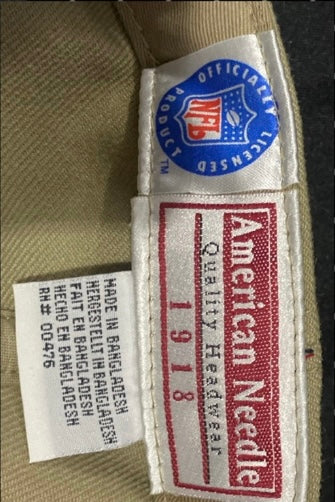 OFFICIALLY LICENSED PRODUCT
NFL
TM
American Needle
Quality Headwear
1918
MADE IN BANGLADESH
HERGESTELLT IN BANGLADESH
FAIT EN BANGLADESH
HECHO EN BANGLADESH
RN# 00476